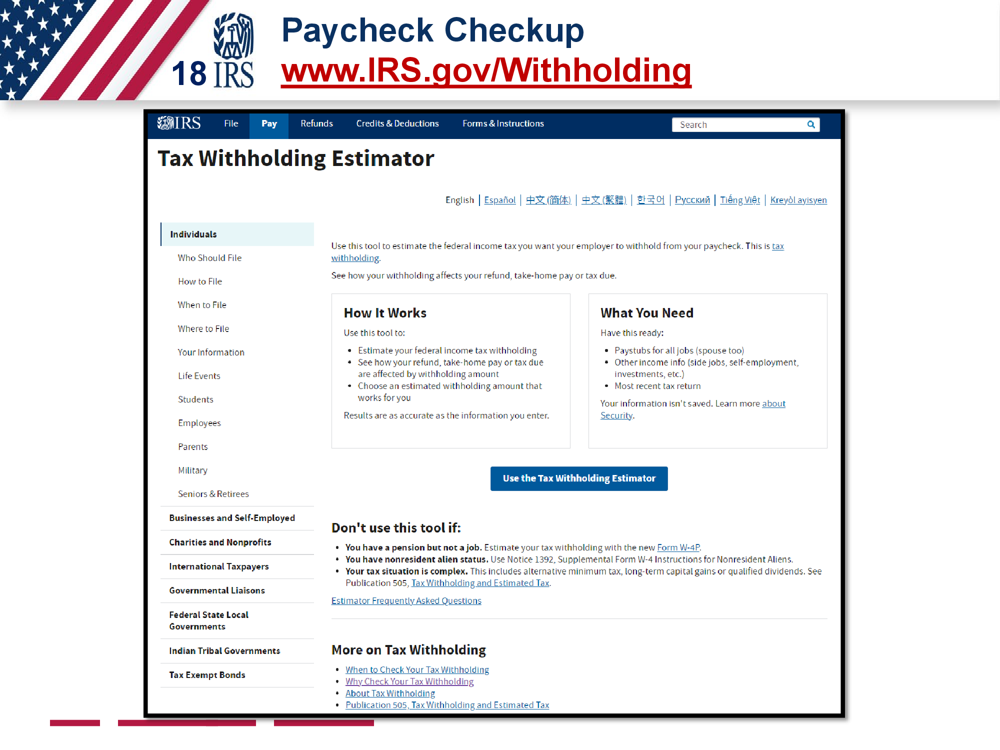 Paycheck Checkup
18 IRS www.IRS.gov/Withholding
IRS File Pay Refunds Credits & Deductions Forms & Instructions Search
Tax Withholding Estimator
English | Español | 中文 (简体) | 中文 (繁體) | 한국어 | Русский | Tiếng Việt | Kreyòl ayisyen
Individuals
Who Should File
How to File
When to File
Where to File
Your Information
Life Events
Students
Employees
Parents
Military
Seniors & Retirees
Businesses and Self-Employed
Charities and Nonprofits
International Taxpayers
Governmental Liaisons
Federal State Local
Governments
Indian Tribal Governments
Tax Exempt Bonds
Use this tool to estimate the federal income tax you want your employer to withhold from your paycheck. This is tax
withholding.
See how your withholding affects your refund, take-home pay or tax due.
How It Works
Use this tool to:
• Estimate your federal income tax withholding
• See how your refund, take-home pay or tax due
are affected by withholding amount
• Choose an estimated withholding amount that
works for you
Results are as accurate as the information you enter.
What You Need
Have this ready:
• Paystubs for all jobs (spouse too)
• Other income info (side jobs, self-employment,
investments, etc.)
• Most recent tax return
Your information isn't saved. Learn more about
Security.
Use the Tax Withholding Estimator
Don't use this tool if:
• You have a pension but not a job. Estimate your tax withholding with the new Form W-4P.
• You have nonresident alien status. Use Notice 1392, Supplemental Form W-4 Instructions for Nonresident Aliens.
• Your tax situation is complex. This includes alternative minimum tax, long-term capital gains or qualified dividends. See
Publication 505, Tax Withholding and Estimated Tax.
Estimator Frequently Asked Questions
More on Tax Withholding
• When to Check Your Tax Withholding
• Why Check Your Tax Withholding
• About Tax Withholding
• Publication 505, Tax Withholding and Estimated Tax